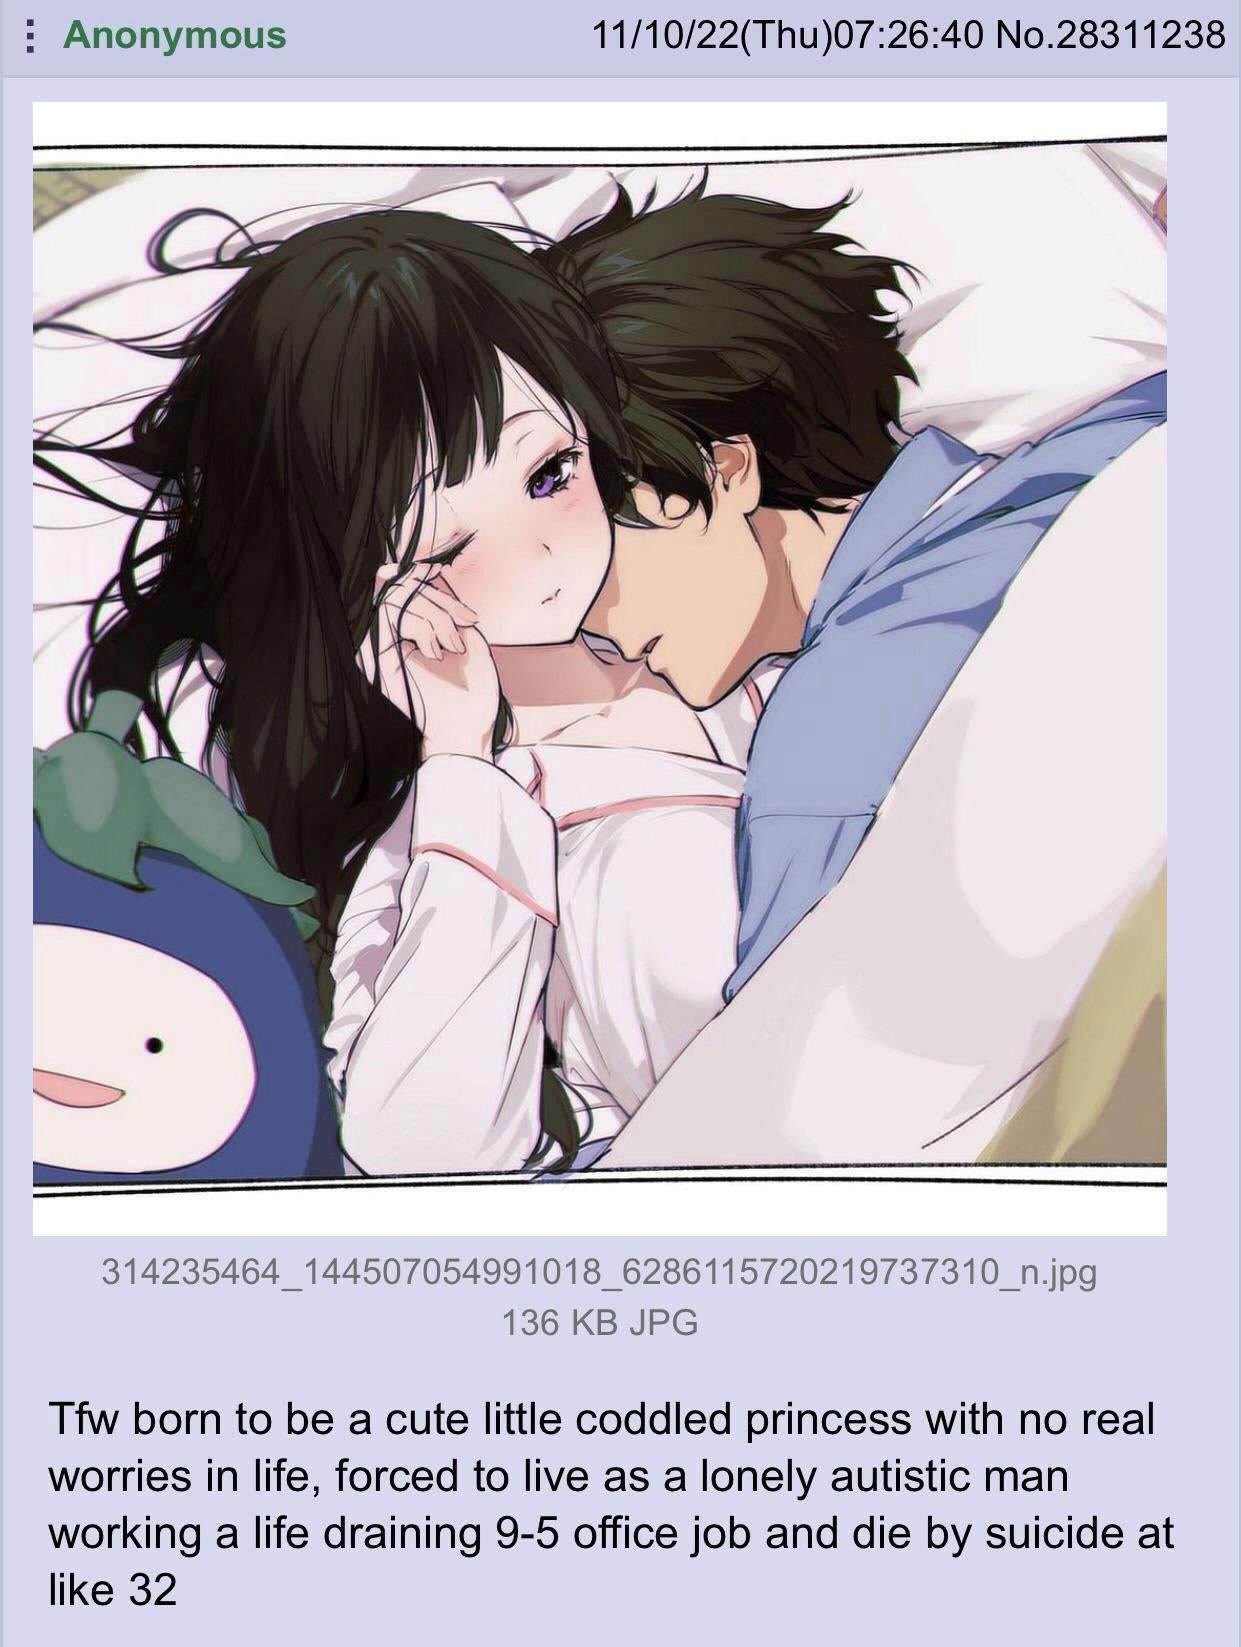 Anonymous 11/10/22(Thu)07:26:40 No.28311238
314235464_144507054991018_6286115720219737310_n.jpg
136 KB JPG
Tfw born to be a cute little coddled princess with no real
worries in life, forced to live as a lonely autistic man
working a life draining 9-5 office job and die by suicide at
like 32